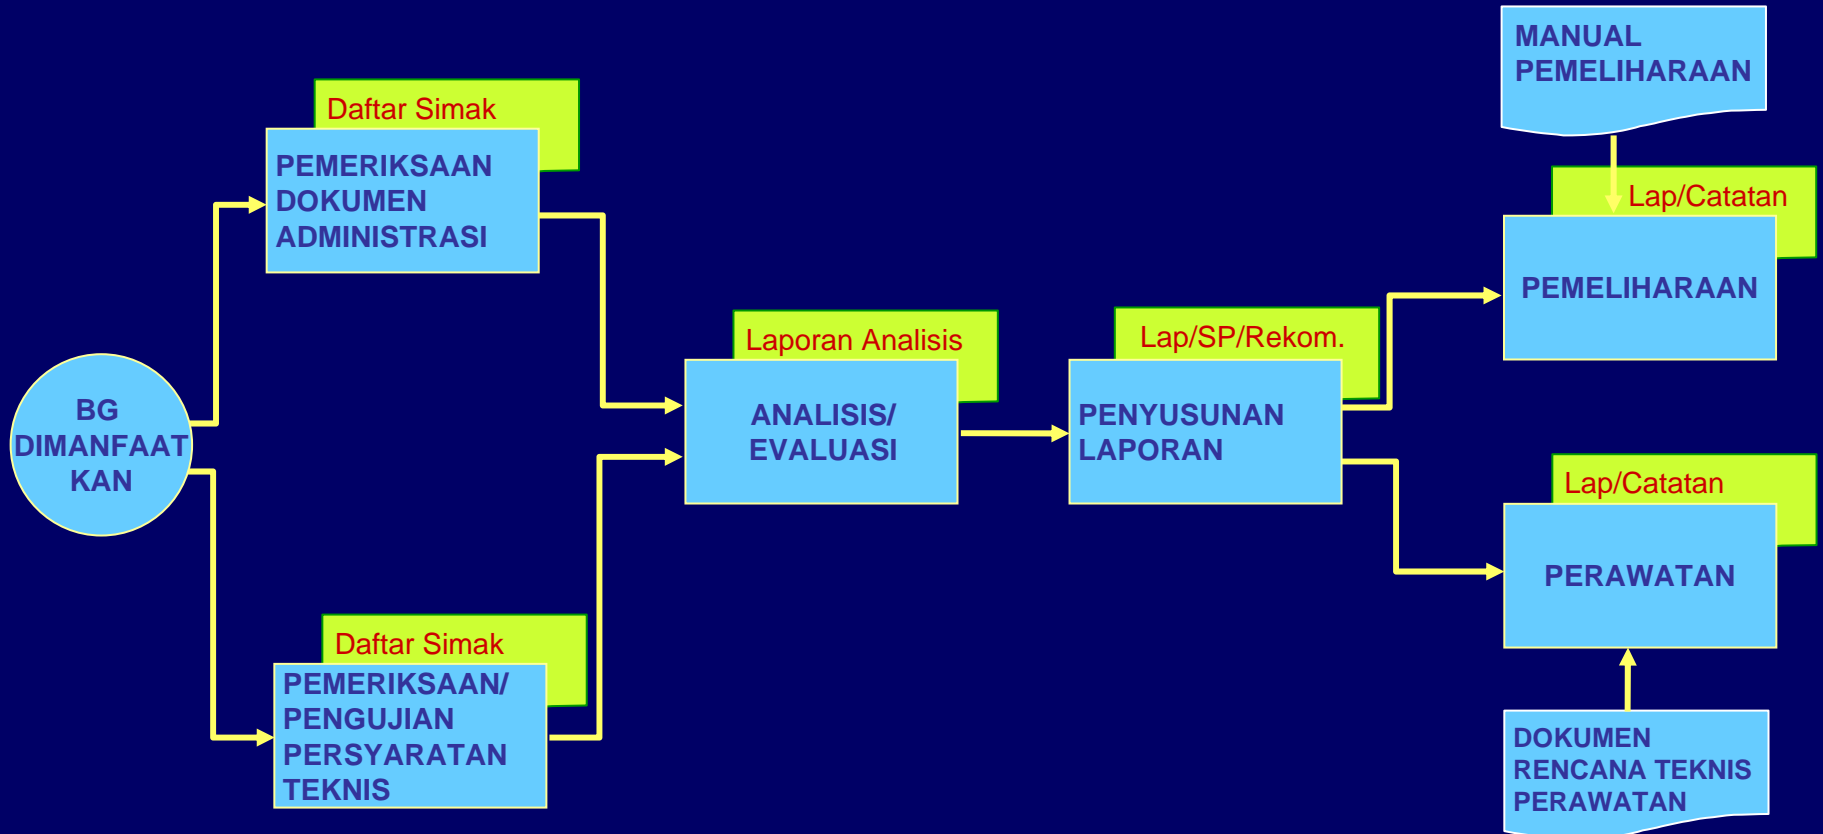 MANUAL
PEMELIHARAAN
Daftar Simak
PEMERIKSAAN
DOKUMEN
ADMINISTRASI
Lap/Catatan
PEMELIHARAAN
Laporan Analisis
Lap/SP/Rekom.
BG
DIMANFAAT
KAN
ANALISIS/
EVALUASI
PENYUSUNAN
LAPORAN
Lap/Catatan
PERAWATAN
Daftar Simak
PEMERIKSAAN/
PENGUJIAN
PERSYARATAN
TEKNIS
DOKUMEN
RENCANA TEKNIS
PERAWATAN